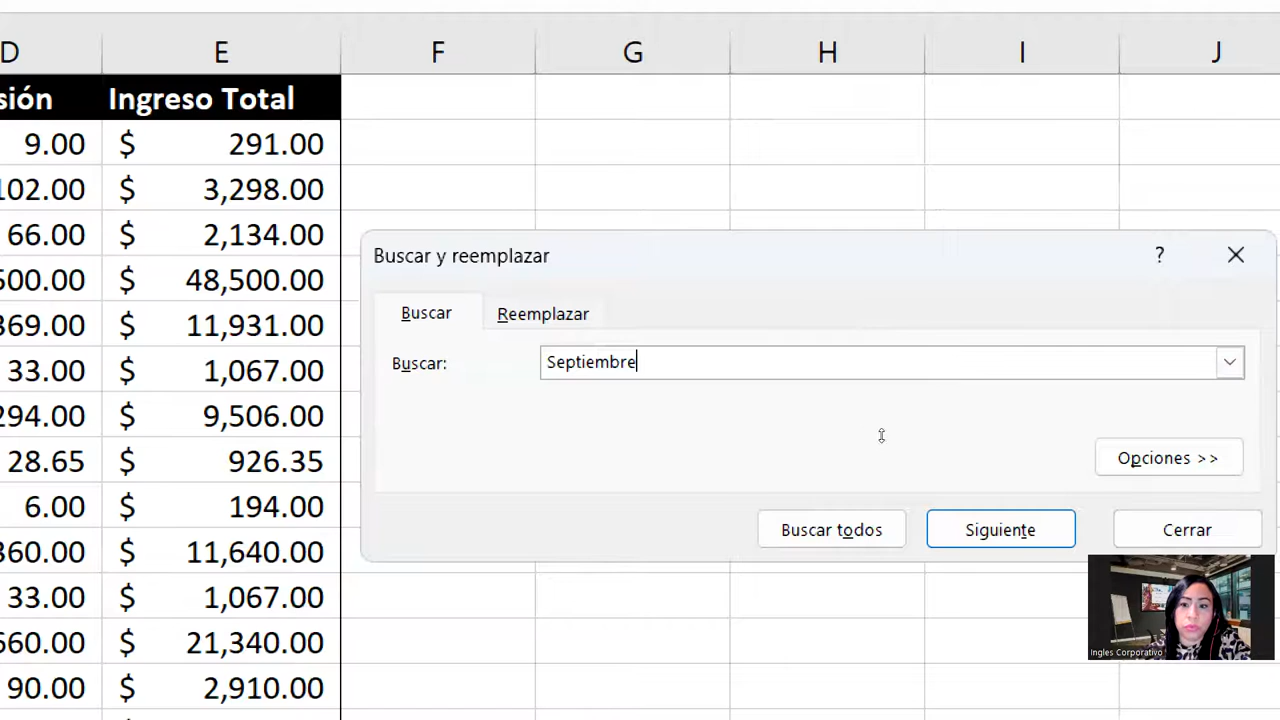 D E F G H I J
sión Ingreso Total
9.00 $ 291.00
102.00 $ 3,298.00
66.00 $ 2,134.00
500.00 $ 48,500.00
369.00 $ 11,931.00
33.00 $ 1,067.00
294.00 $ 9,506.00
28.65 $ 926.35
6.00 $ 194.00
360.00 $ 11,640.00
33.00 $ 1,067.00
660.00 $ 21,340.00
90.00 $ 2,910.00
Buscar y reemplazar ?
Buscar Reemplazar
Buscar: Septiembre
Opciones >>
Buscar todos Siguiente Cerrar
Ingles Corporativo